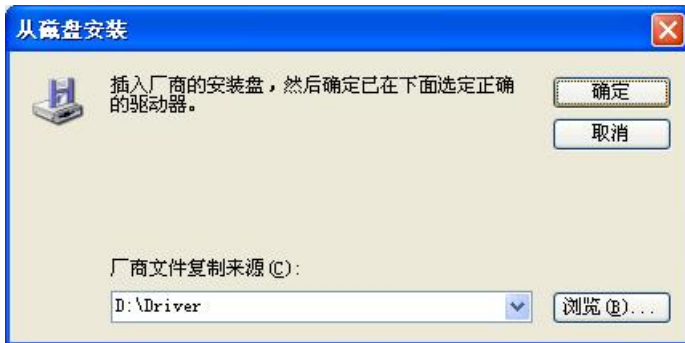 从磁盘安装
插入厂商的安装盘，然后确定已在下面选定正确
的驱动器。
确定
取消
厂商文件复制来源(C):
D:\Driver
浏览(B)...